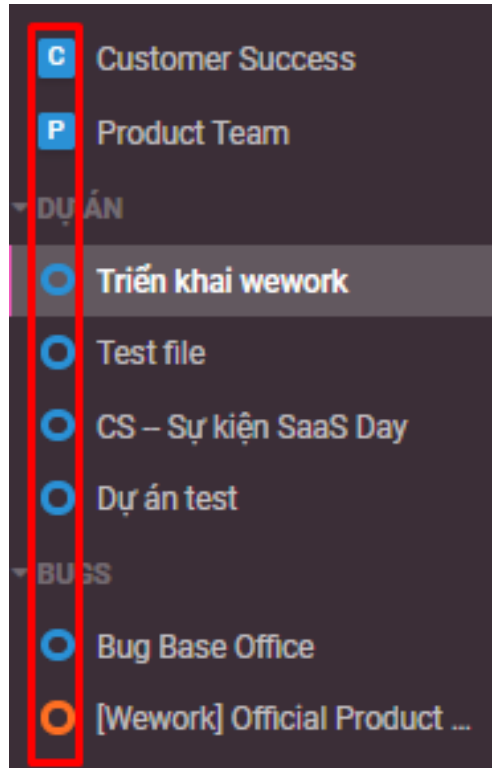 C Customer Success
P Product Team
DỰ ÁN
Triển khai wework
Test file
CS – Sự kiện SaaS Day
Dự án test
BUGS
Bug Base Office
[Wework] Official Product ...